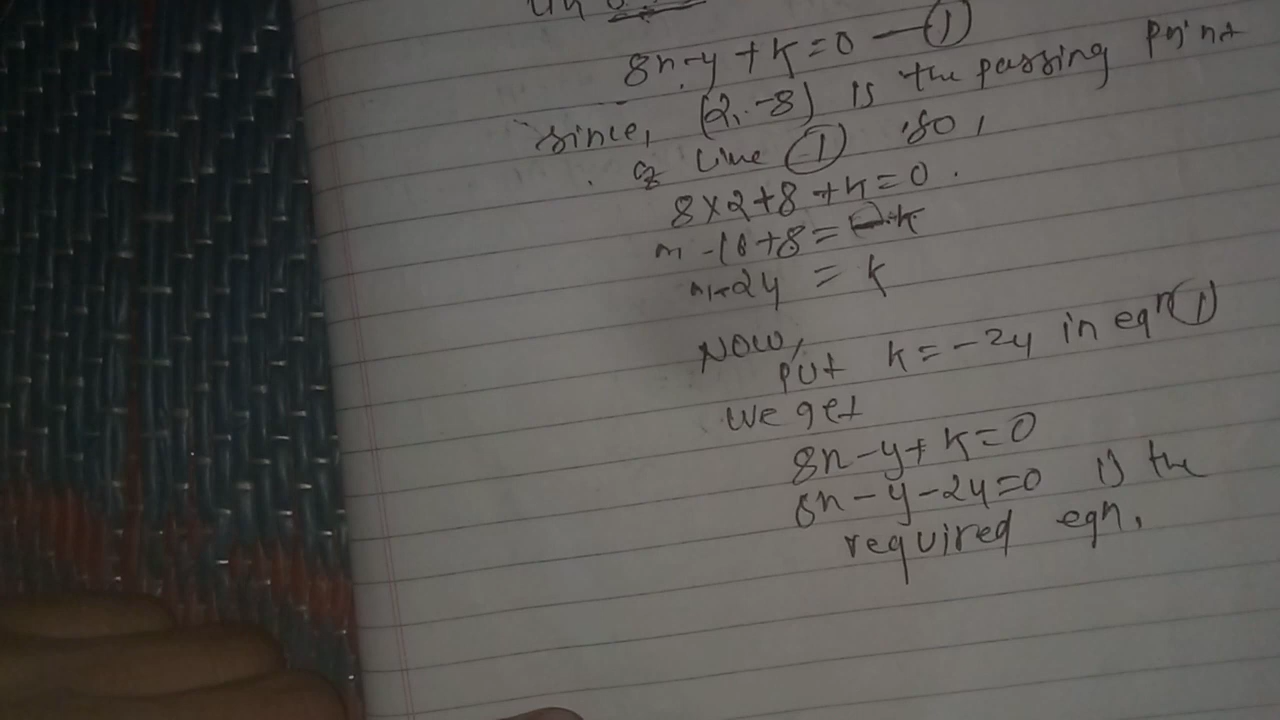 8x-y+k=0 — ①
since, (2,-8) is the passing point
of line ① so,
8×2+8+k=0.
16+8=-k
-24 = k
Now,
put k=-24 in eqn ①
we get
8x-y+k=0
8x-y-24=0 is the
required eqn.